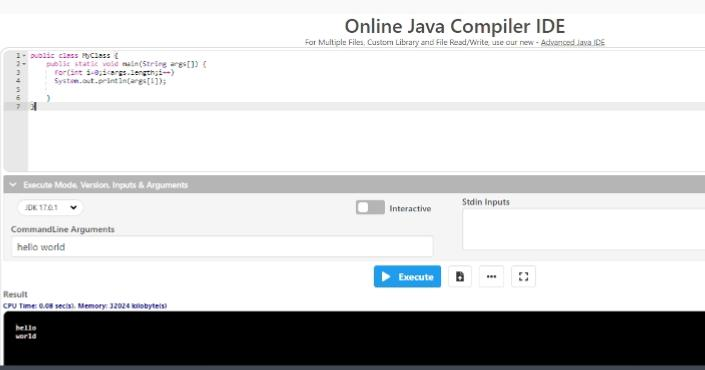 Online Java Compiler IDE
For Multiple Files, Custom Library and File Read/Write, use our new - Advanced Java IDE
1 public class MyClass {
2 public static void main(String args[]) {
3 for(int i=0;i<args.length;i++)
4 System.out.println(args[i]);
5
6 }
7 }
Execute Mode, Version, Inputs & Arguments
JDK 17.0.1
Interactive
Stdin Inputs
CommandLine Arguments
hello world
Execute
Result
CPU Time: 0.08 sec(s), Memory: 32024 kilobyte(s)
hello
world